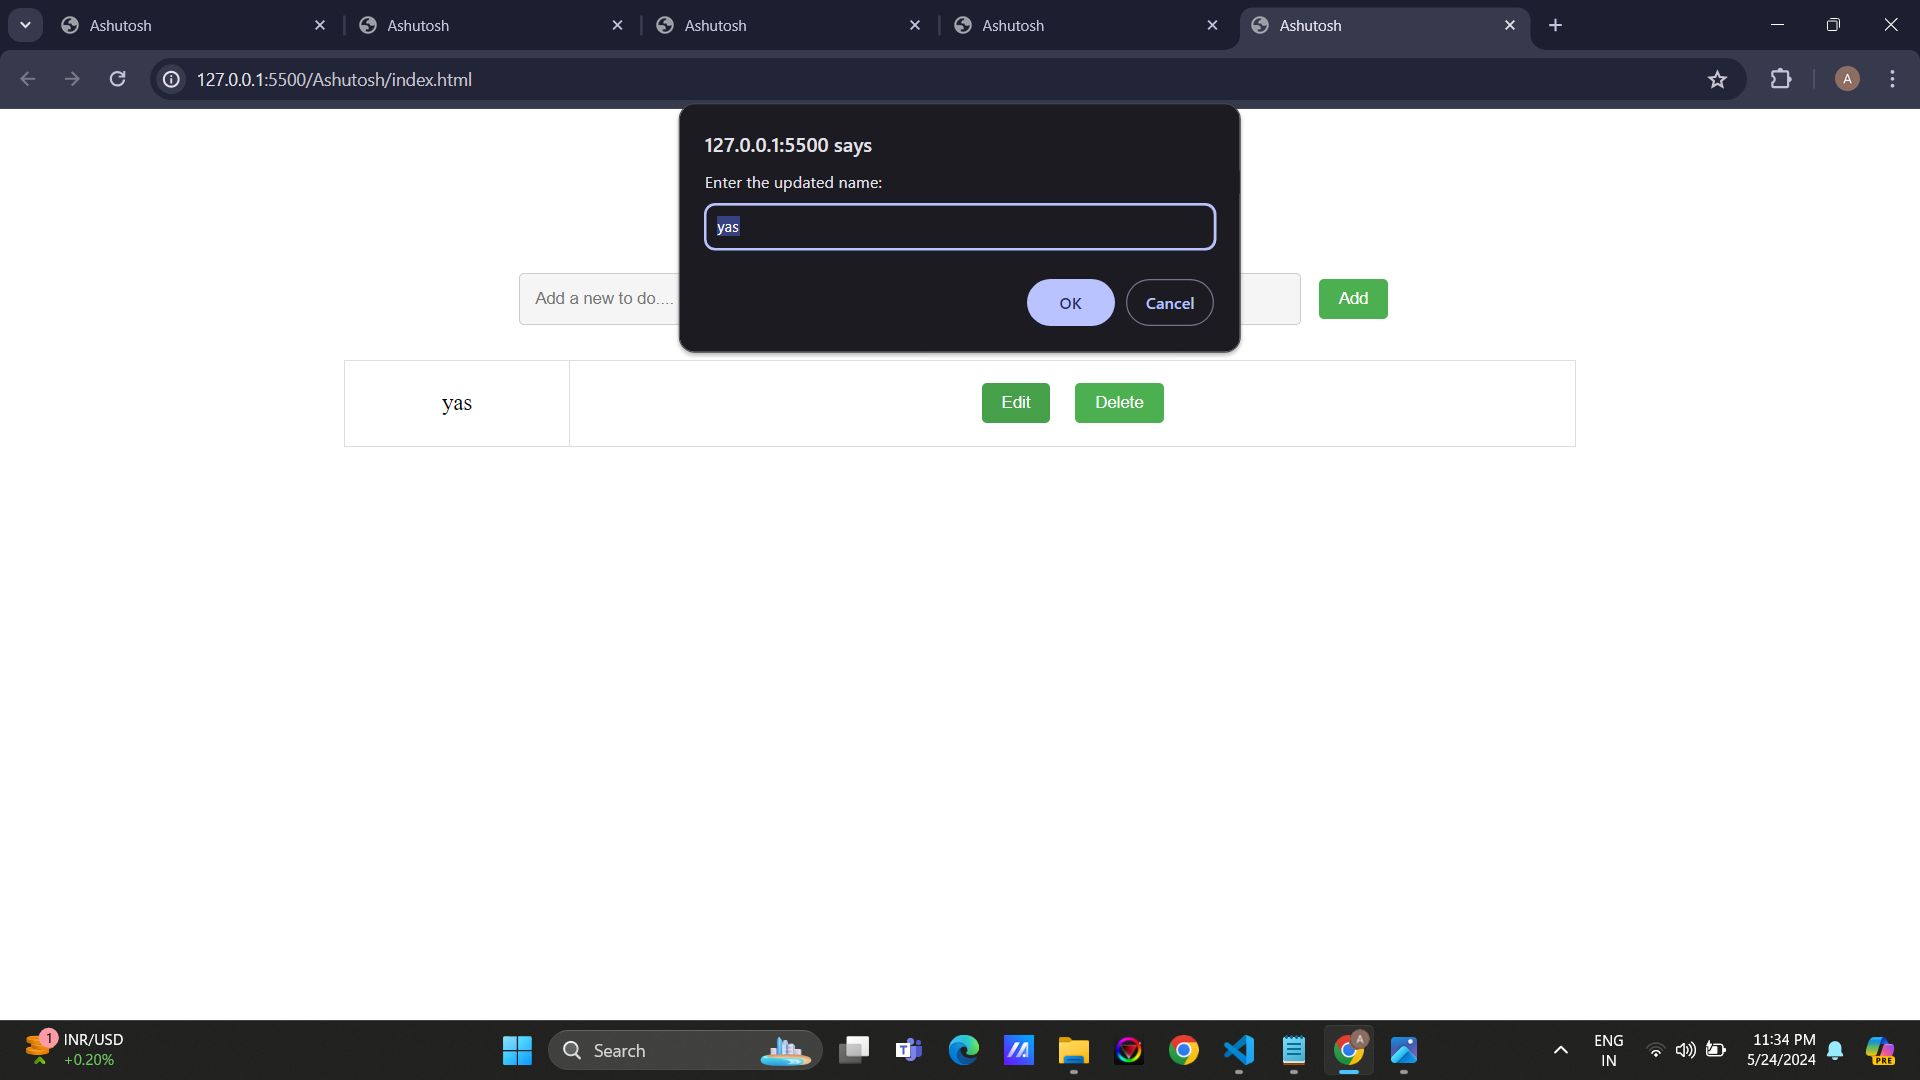 Ashutosh
Ashutosh
Ashutosh
Ashutosh
Ashutosh
127.0.0.1:5500/Ashutosh/index.html
A
127.0.0.1:5500 says
Enter the updated name:
yas
OK Cancel
Add a new to do....
Add
yas
Edit Delete
1
INR/USD
+0.20%
Search
T
A
ENG
IN
11:34 PM
5/24/2024
PRE